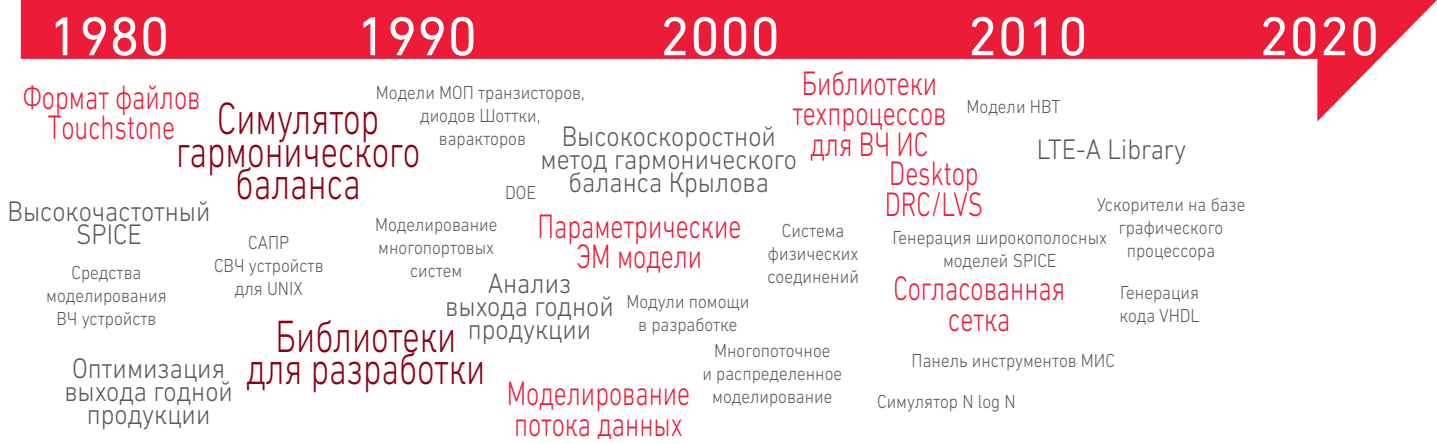 1980 1990 2000 2010 2020
Формат файлов
Touchstone
Симулятор
гармонического
баланса
Модели МОП транзисторов,
диодов Шоттки,
варакторов
Высокоскоростной
метод гармонического
баланса Крылова
Библиотеки
техпроцессов
для ВЧ ИС
Модели HBT
LTE-A Library
Desktop
DRC/LVS
DOE
Высокочастотный
SPICE
САПР
СВЧ устройств
для UNIX
Моделирование
многопортовых
систем
Параметрические
ЭМ модели
Система
физических
соединений
Генерация широкополосных
моделей SPICE
Ускорители на базе
графического
процессора
Средства
моделирования
ВЧ устройств
Анализ
выхода годной
продукции
Модули помощи
в разработке
Согласованная
сетка
Генерация
кода VHDL
Библиотеки
для разработки
Оптимизация
выхода годной
продукции
Моделирование
потока данных
Многопоточное
и распределенное
моделирование
Панель инструментов МИС
Симулятор N log N